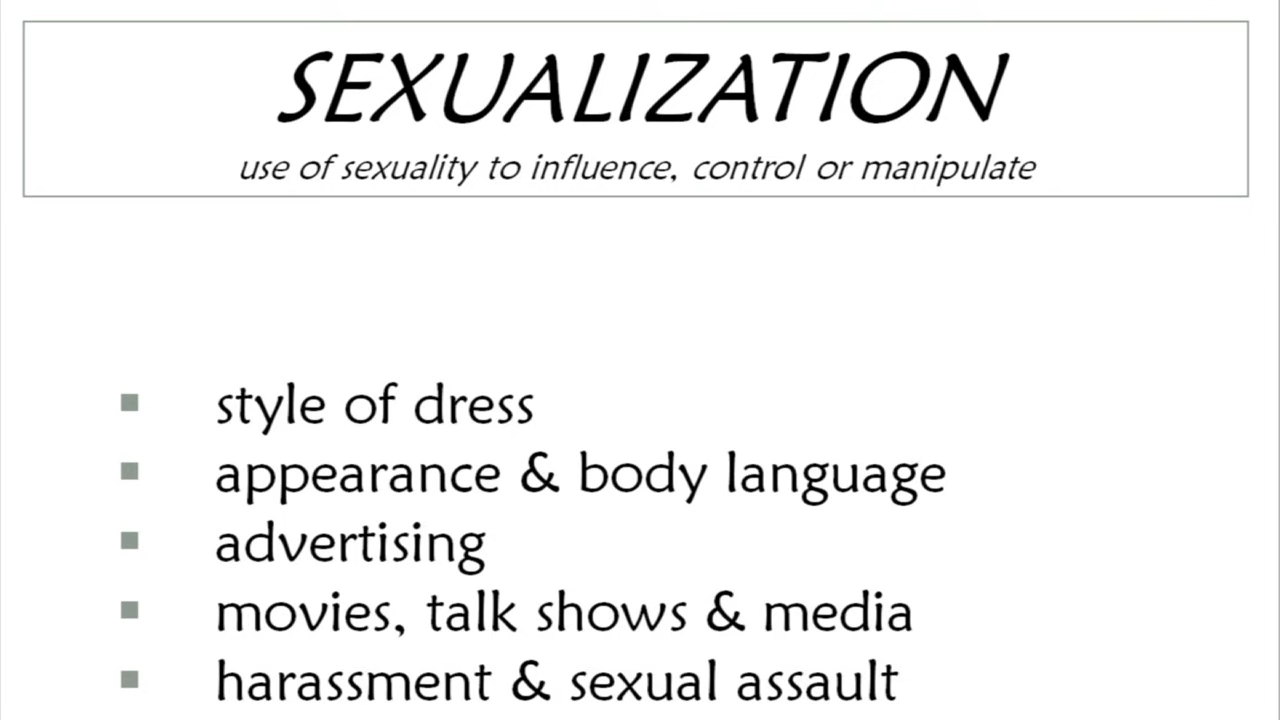 SEXUALIZATION
use of sexuality to influence, control or manipulate
style of dress
appearance & body language
advertising
movies, talk shows & media
harassment & sexual assault